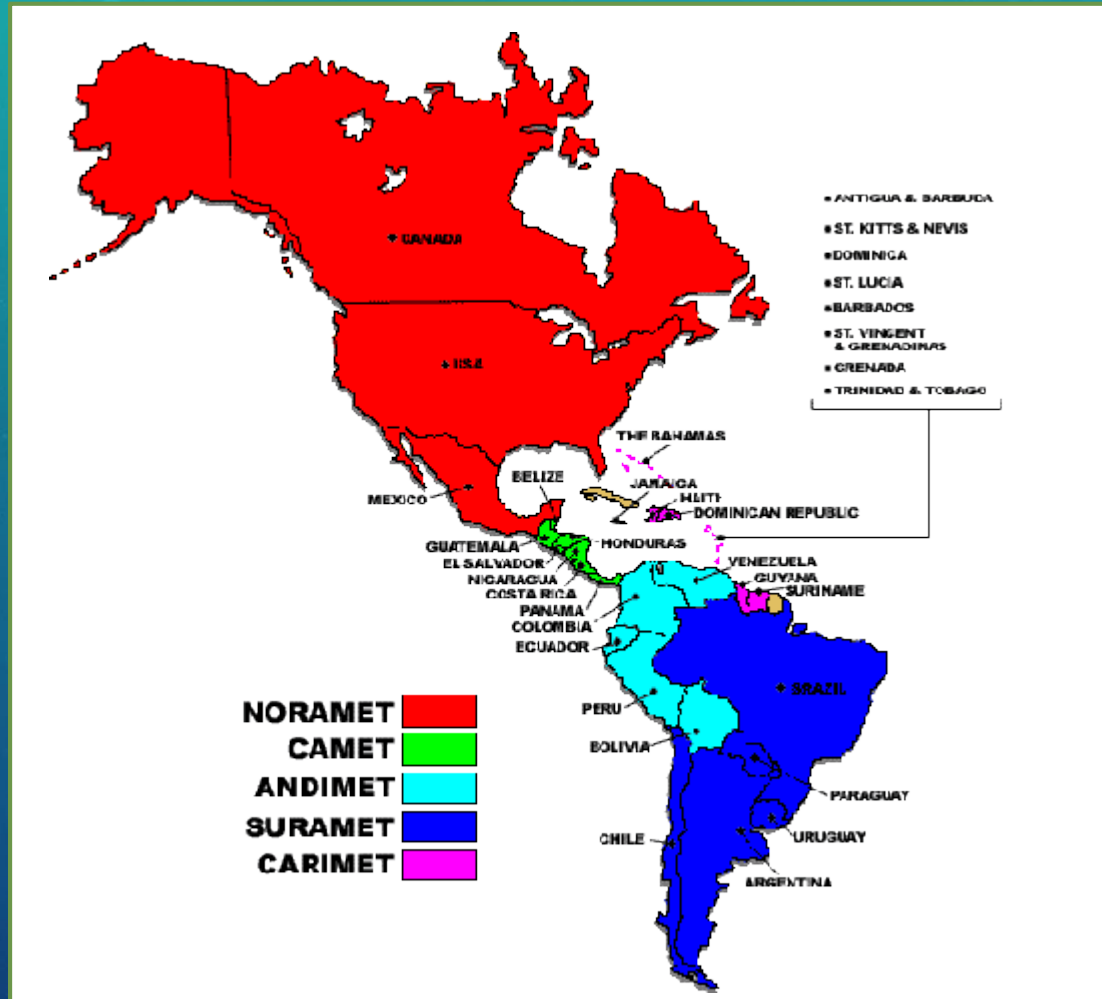 • ANTIGUA & BARBUDA
• ST. KITTS & NEVIS
• DOMINICA
• ST. LUCIA
• BARBADOS
• ST. VINCENT
& GRENADINAS
• GRENADA
• TRINIDAD & TOBAGO
CANADA
USA
THE BAHAMAS
BELIZE
JAMAICA
MEXICO
HAITI
DOMINICAN REPUBLIC
GUATEMALA
HONDURAS
EL SALVADOR
NICARAGUA
COSTA RICA
PANAMA
COLOMBIA
ECUADOR
VENEZUELA
GUYANA
SURINAME
BRAZIL
PERU
BOLIVIA
PARAGUAY
CHILE
URUGUAY
ARGENTINA
NORAMET
CAMET
ANDIMET
SURAMET
CARIMET